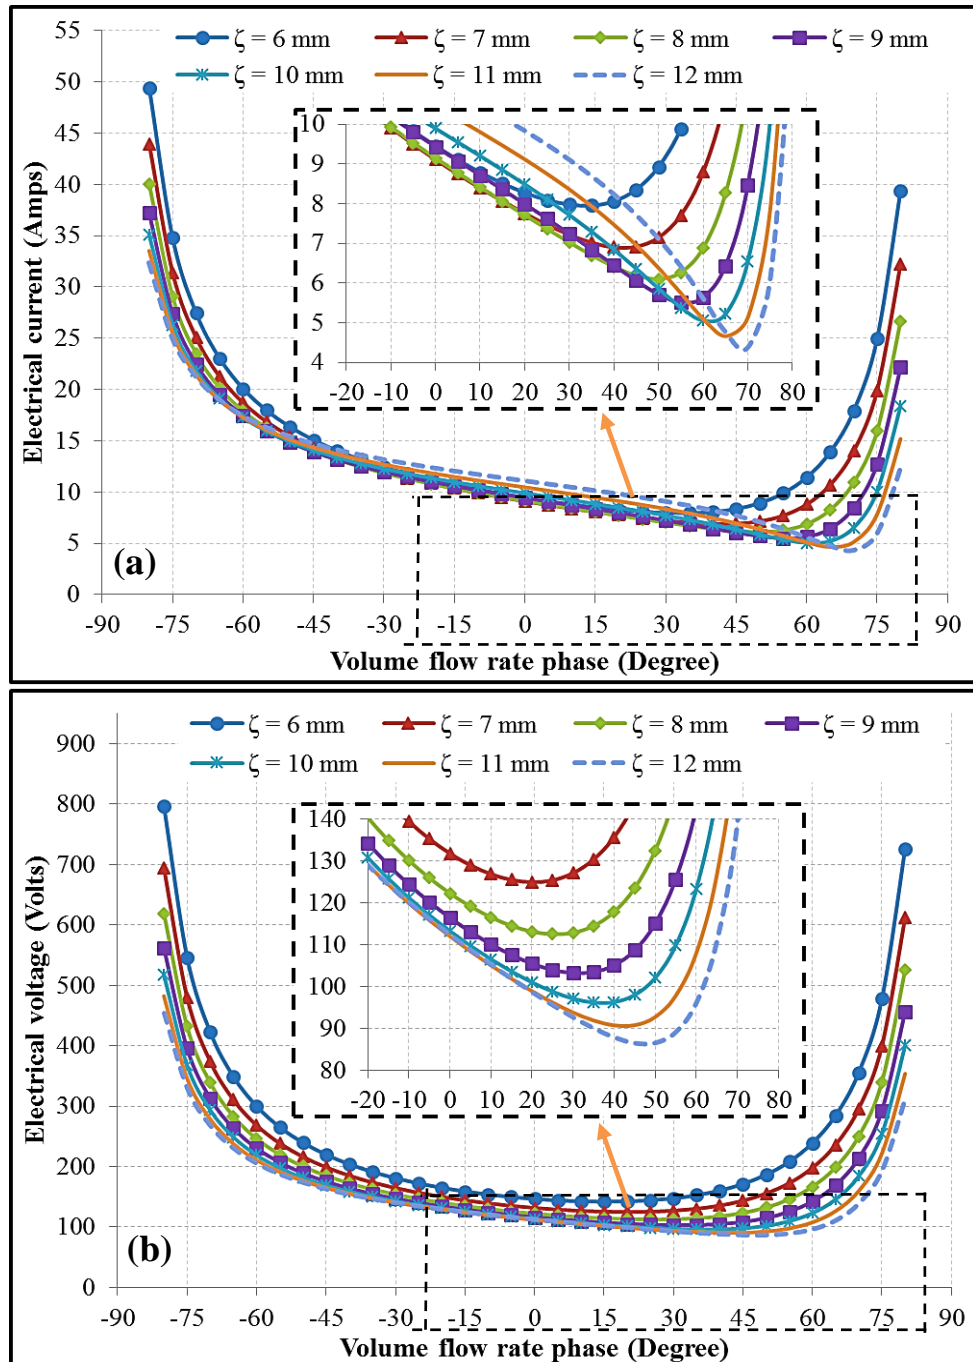 ζ = 6 mm ζ = 7 mm ζ = 8 mm ζ = 9 mm
ζ = 10 mm ζ = 11 mm ζ = 12 mm
Electrical current (Amps)
55
50
45
40
35
30
25
20
15
10
5
0
10
9
8
7
6
5
4
-20 -10 0 10 20 30 40 50 60 70 80
(a)
-90 -75 -60 -45 -30 -15 0 15 30 45 60 75 90
Volume flow rate phase (Degree)
ζ = 6 mm ζ = 7 mm ζ = 8 mm ζ = 9 mm
ζ = 10 mm ζ = 11 mm ζ = 12 mm
Electrical voltage (Volts)
900
800
700
600
500
400
300
200
100
0
140
130
120
110
100
90
80
-20 -10 0 10 20 30 40 50 60 70 80
(b)
-90 -75 -60 -45 -30 -15 0 15 30 45 60 75 90
Volume flow rate phase (Degree)